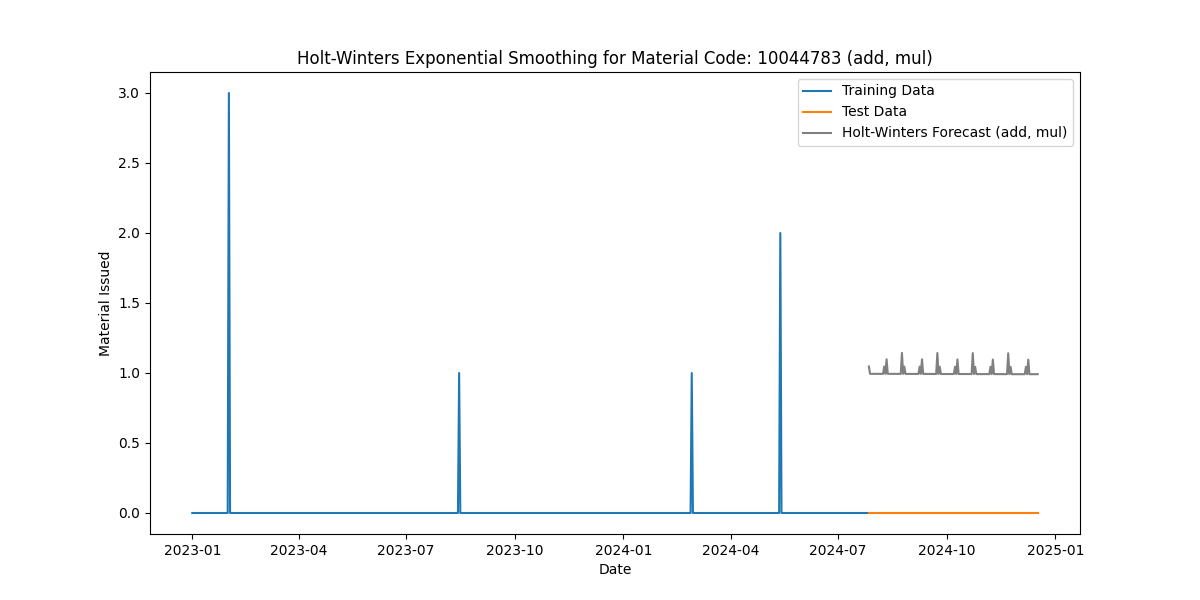 Holt-Winters Exponential Smoothing for Material Code: 10044783 (add, mul)
Training Data
Test Data
Holt-Winters Forecast (add, mul)
Material Issued
3.0
2.5
2.0
1.5
1.0
0.5
0.0
2023-01
2023-04
2023-07
2023-10
2024-01
2024-04
2024-07
2024-10
2025-01
Date